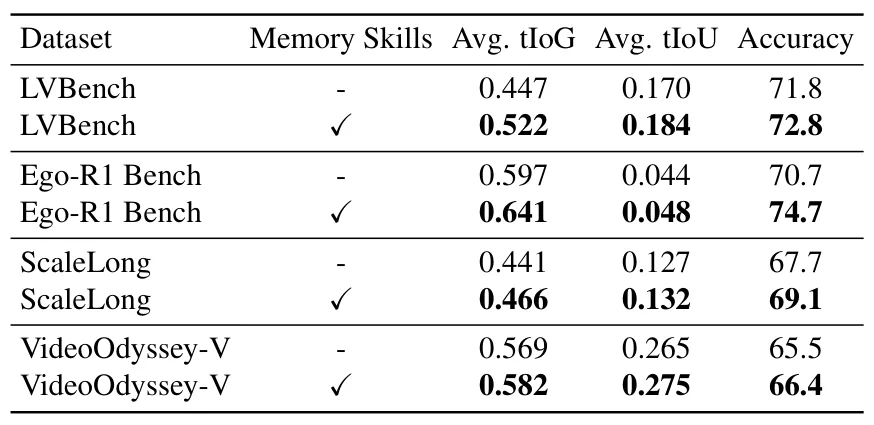 Dataset Memory Skills Avg. tIoG Avg. tIoU Accuracy
LVBench - 0.447 0.170 71.8
LVBench ✓ 0.522 0.184 72.8
Ego-R1 Bench - 0.597 0.044 70.7
Ego-R1 Bench ✓ 0.641 0.048 74.7
ScaleLong - 0.441 0.127 67.7
ScaleLong ✓ 0.466 0.132 69.1
VideoOdyssey-V - 0.569 0.265 65.5
VideoOdyssey-V ✓ 0.582 0.275 66.4